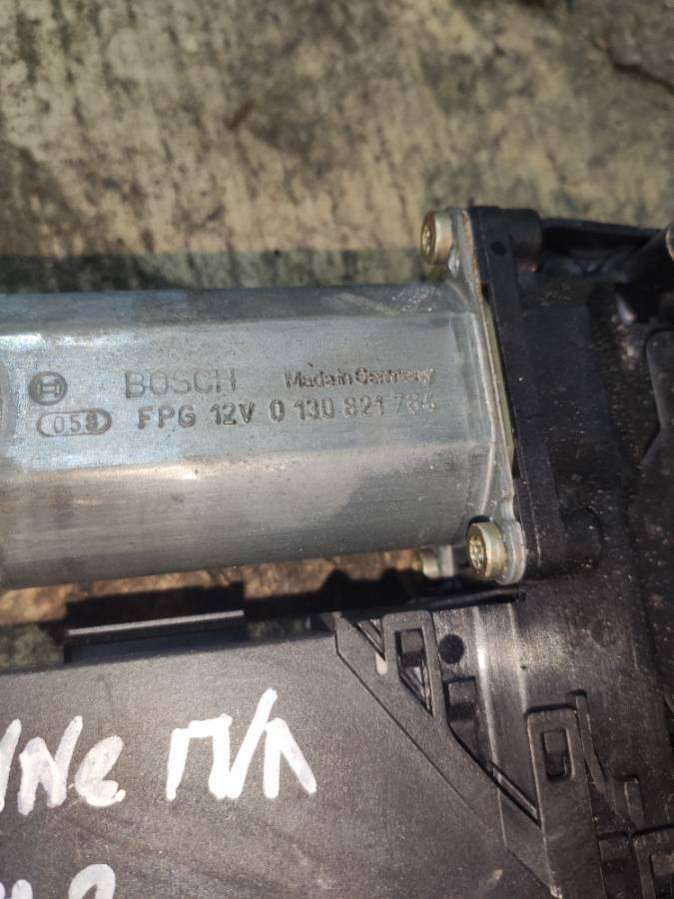 BOSCH Made in Germany
058 FPG 12V 0 130 821 784
п/л